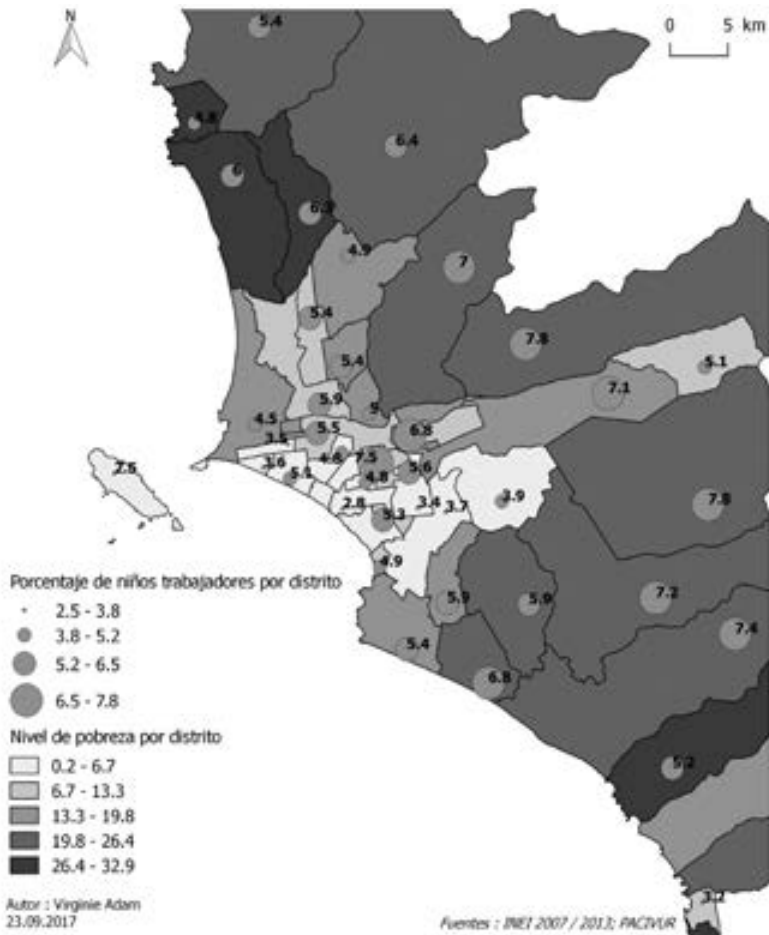 N
0 5 km
5.4
4.8
6.4
6
6.3
4.9
7
5.4
7.8
5.4
5.1
7.1
5.9
9
4.5
5.5
6.8
3.5
3.6
4.8
7.5
5.6
5.1
4.8
2.8
3.4
3.7
3.9
7.8
5.3
4.9
5.9
5.9
7.2
5.4
7.4
6.8
5.2
Porcentaje de niños trabajadores por distrito
2.5 - 3.8
3.8 - 5.2
5.2 - 6.5
6.5 - 7.8
Nivel de pobreza por distrito
0.2 - 6.7
6.7 - 13.3
13.3 - 19.8
19.8 - 26.4
26.4 - 32.9
Autor : Virginie Adam
23.09.2017
Fuentes : INEI 2007 / 2013; PACIVUR